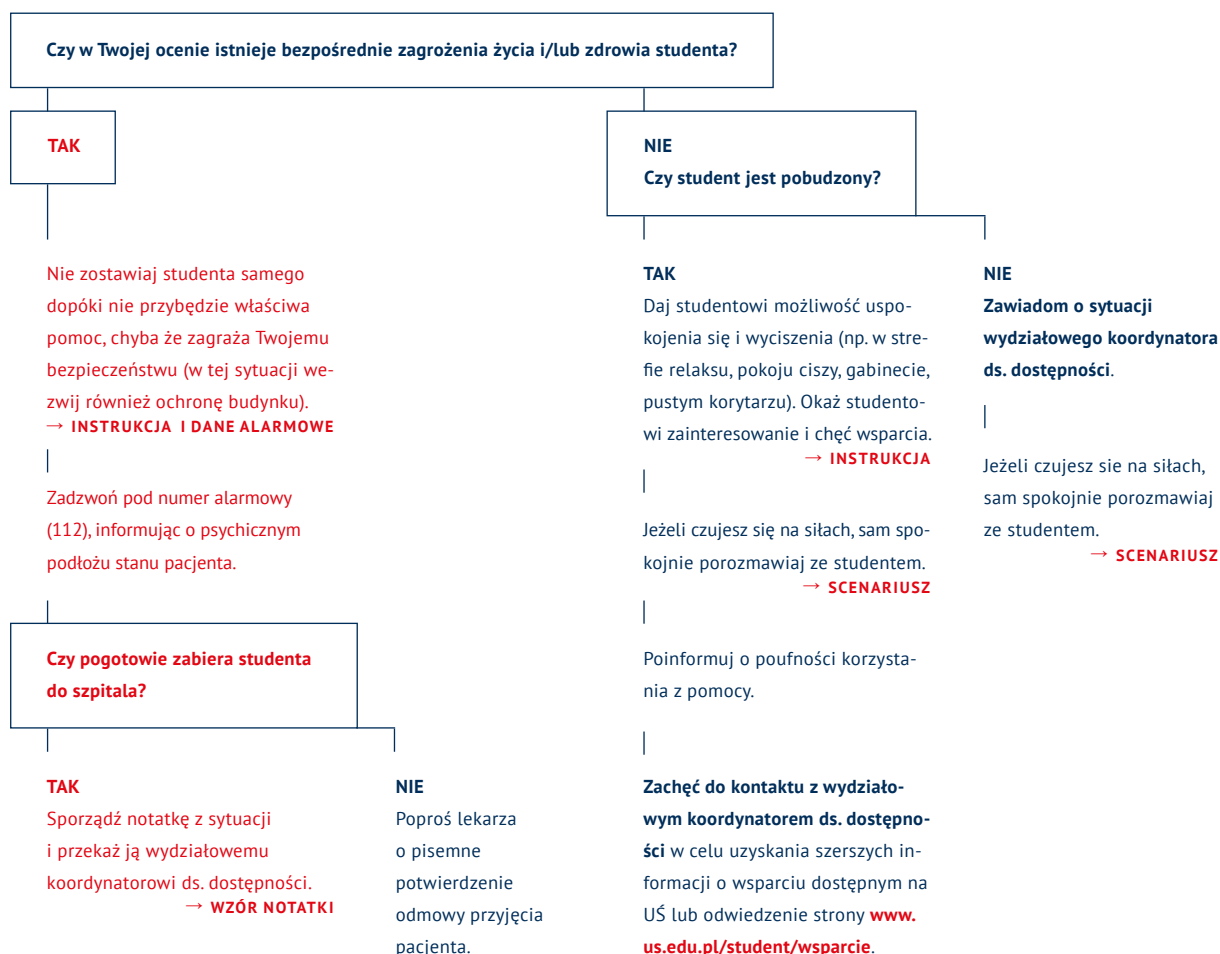 Czy w Twojej ocenie istnieje bezpośrednie zagrożenia życia i/lub zdrowia studenta?
TAK
Nie zostawiaj studenta samego
dopóki nie przybędzie właściwa
pomoc, chyba że zagraża Twojemu
bezpieczeństwu (w tej sytuacji we-
zwij również ochronę budynku).
→ INSTRUKCJA I DANE ALARMOWE
Zadzwoń pod numer alarmowy
(112), informując o psychicznym
podłożu stanu pacjenta.
Czy pogotowie zabiera studenta
do szpitala?
TAK
Sporządź notatkę z sytuacji
i przekaż ją wydziałowemu
koordynatorowi ds. dostępności.
→ WZÓR NOTATKI
NIE
Poproś lekarza
o pisemne
potwierdzenie
odmowy przyjęcia
pacjenta.
NIE
Czy student jest pobudzony?
TAK
Daj studentowi możliwość uspo-
kojenia się i wyciszenia (np. w stre-
fie relaksu, pokoju ciszy, gabinecie,
pustym korytarzu). Okaż studento-
wi zainteresowanie i chęć wsparcia.
→ INSTRUKCJA
Jeżeli czujesz się na siłach, sam spo-
kojnie porozmawiaj ze studentem.
→ SCENARIUSZ
Poinformuj o poufności korzysta-
nia z pomocy.
Zachęć do kontaktu z wydziało-
wym koordynatorem ds. dostępno-
ści w celu uzyskania szerszych in-
formacji o wsparciu dostępnym na
UŚ lub odwiedzenie strony www.
us.edu.pl/student/wsparcie.
NIE
Zawiadom o sytuacji
wydziałowego koordynatora
ds. dostępności.
Jeżeli czujesz sie na siłach,
sam spokojnie porozmawiaj
ze studentem.
→ SCENARIUSZ